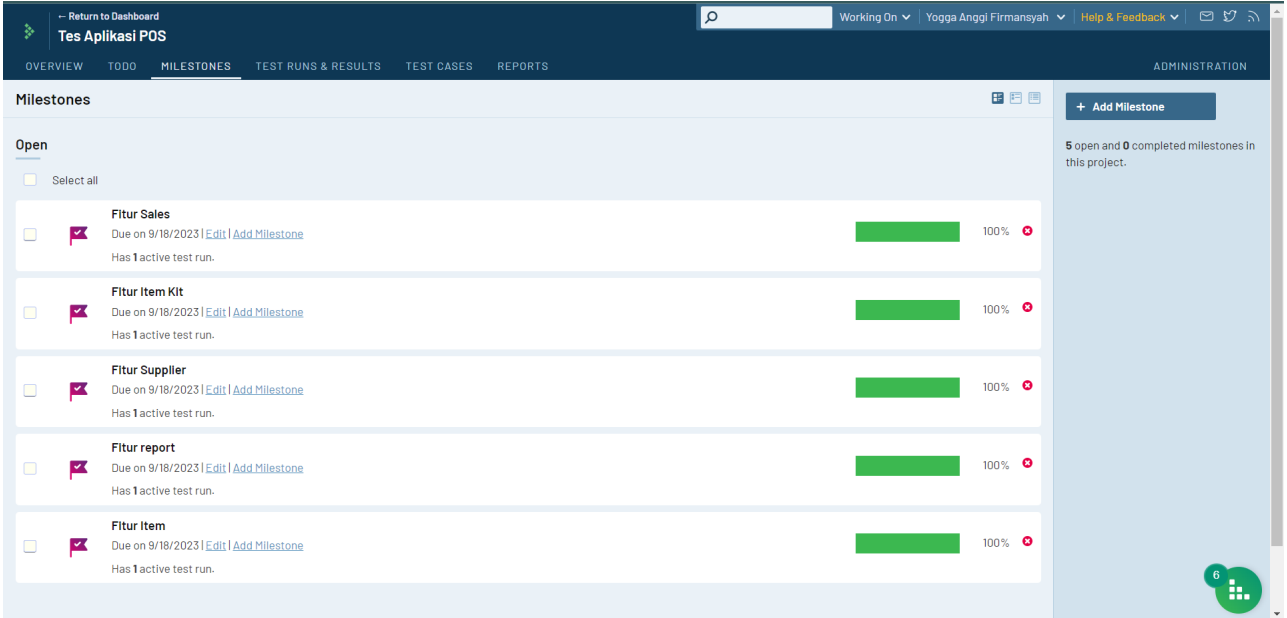 ← Return to Dashboard
Tes Aplikasi POS
Working On
Yogga Anggi Firmansyah
Help & Feedback
OVERVIEW TODO MILESTONES TEST RUNS & RESULTS TEST CASES REPORTS ADMINISTRATION
Milestones
+ Add Milestone
5 open and 0 completed milestones in
this project.
Open
Select all
Fitur Sales
Due on 9/18/2023 | Edit | Add Milestone
Has 1 active test run.
100%
Fitur Item Kit
Due on 9/18/2023 | Edit | Add Milestone
Has 1 active test run.
100%
Fitur Supplier
Due on 9/18/2023 | Edit | Add Milestone
Has 1 active test run.
100%
Fitur report
Due on 9/18/2023 | Edit | Add Milestone
Has 1 active test run.
100%
Fitur Item
Due on 9/18/2023 | Edit | Add Milestone
Has 1 active test run.
100%
6